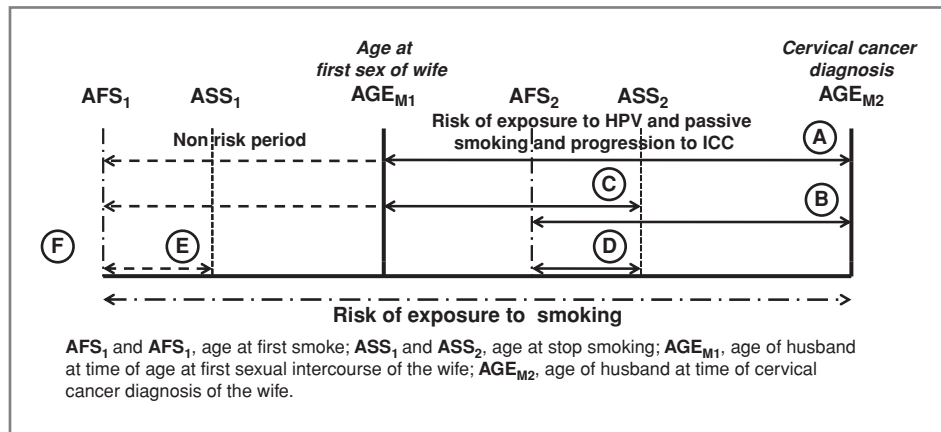 Age at
first sex of wife
Cervical cancer
diagnosis
AFS1 ASS1 AGEM1 AFS2 ASS2 AGEM2
Non risk period
Risk of exposure to HPV and passive
smoking and progression to ICC
A
C
B
F E D
Risk of exposure to smoking
AFS1 and AFS1, age at first smoke; ASS1 and ASS2, age at stop smoking; AGEM1, age of husband
at time of age at first sexual intercourse of the wife; AGEM2, age of husband at time of cervical
cancer diagnosis of the wife.